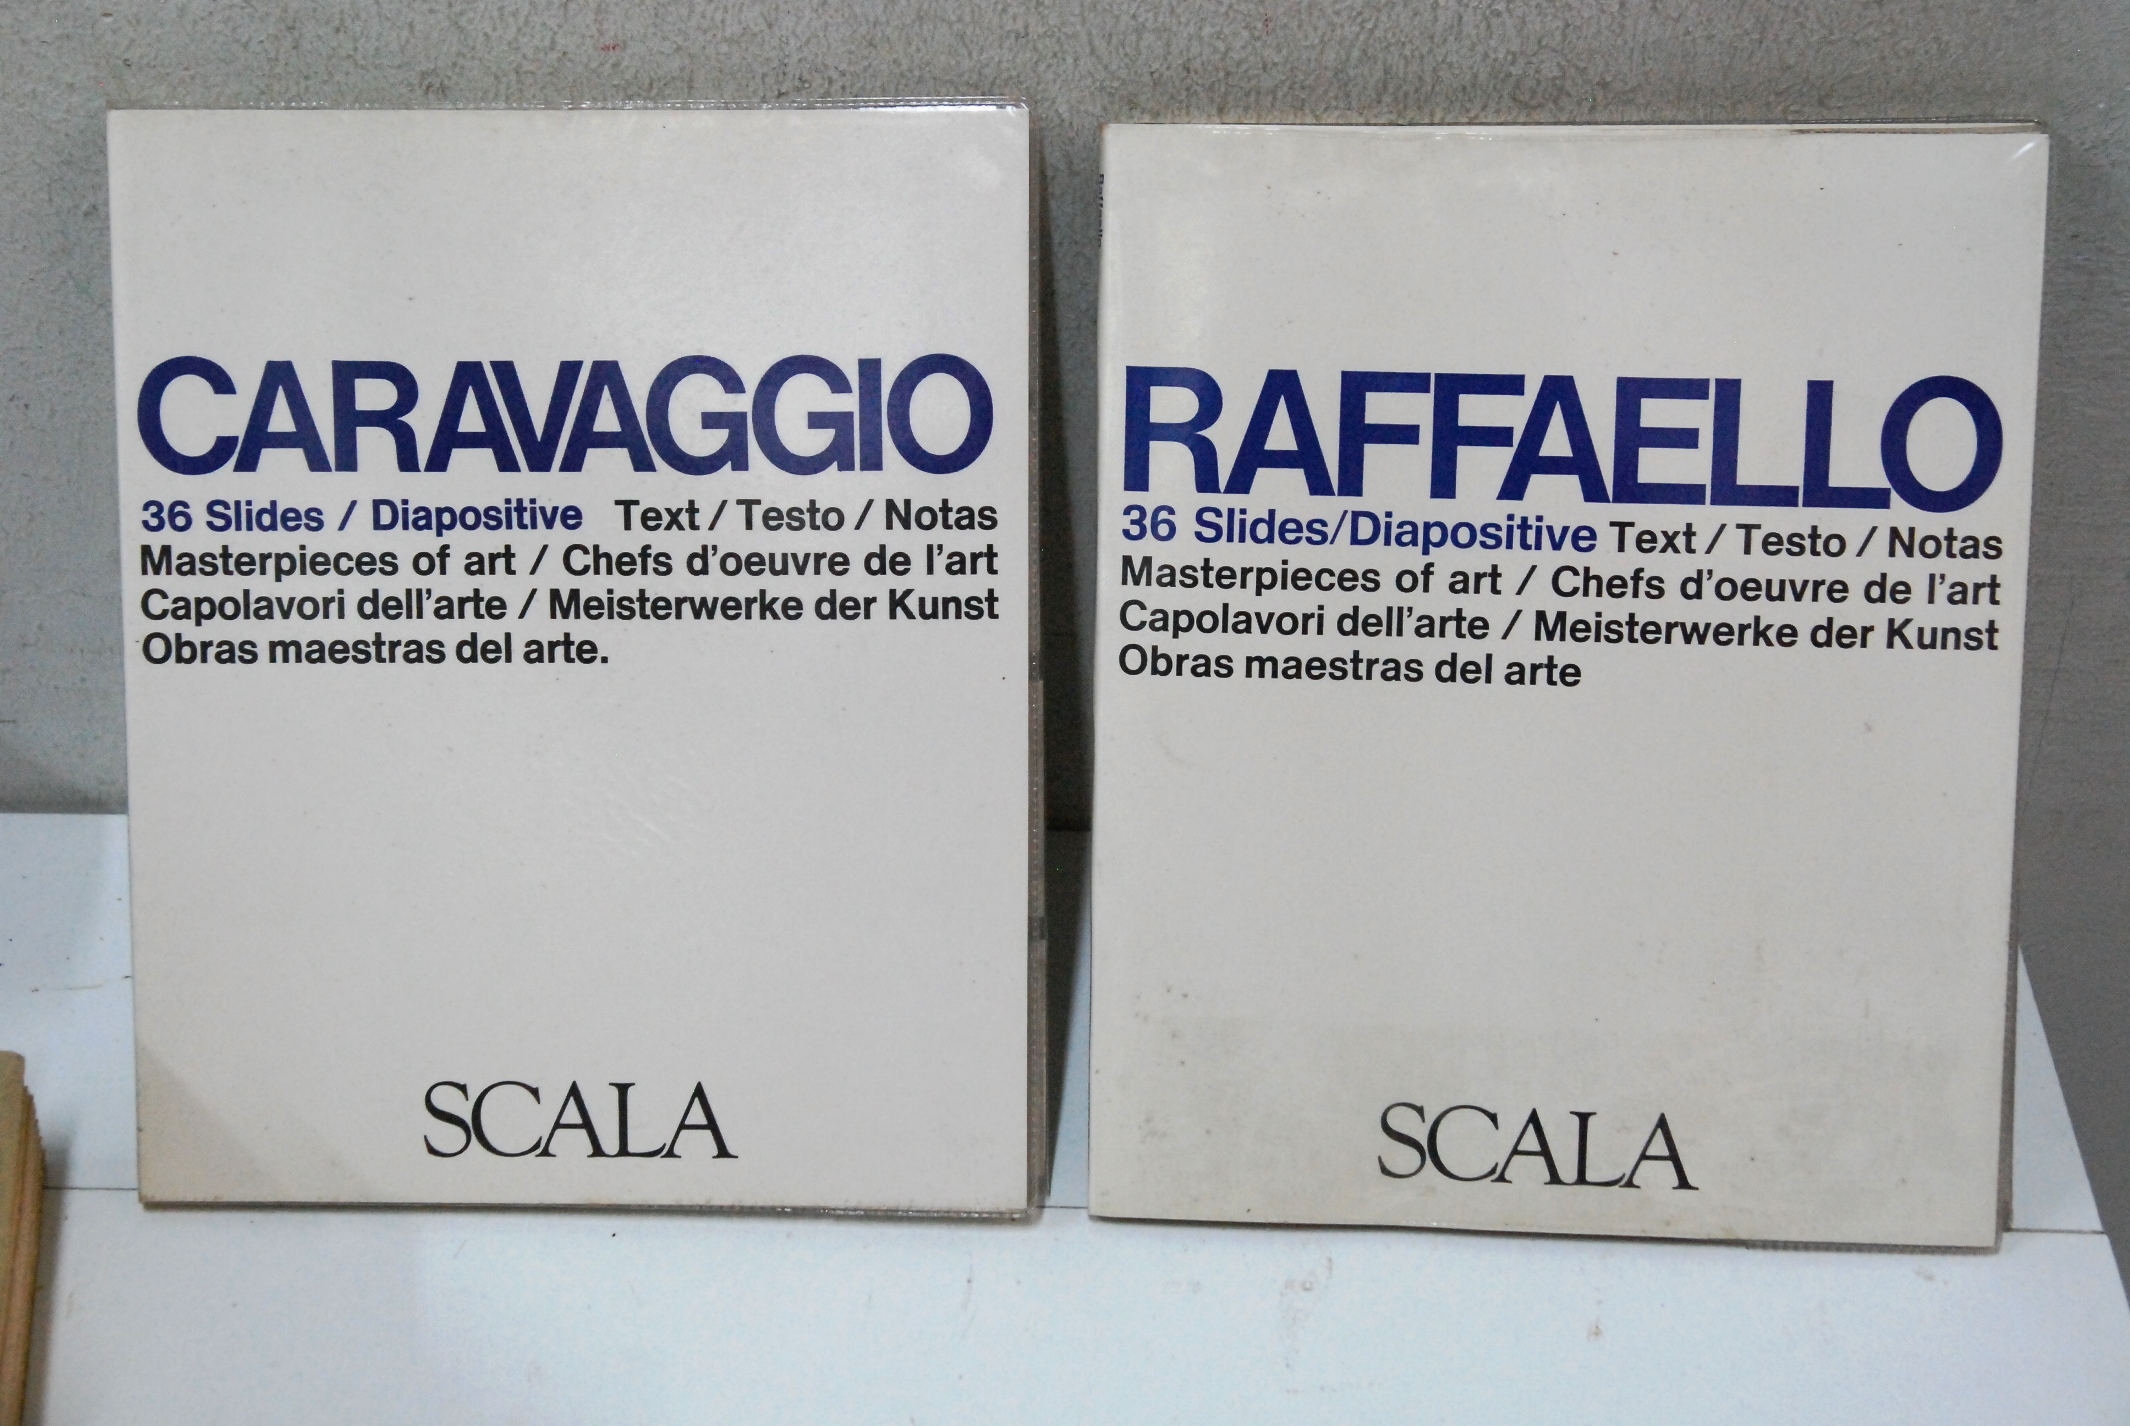 CARAVAGGIO
36 Slides / Diapositive Text / Testo / Notas
Masterpieces of art / Chefs d'oeuvre de l'art
Capolavori dell'arte / Meisterwerke der Kunst
Obras maestras del arte.
SCALA
RAFFAELLO
36 Slides/Diapositive Text / Testo / Notas
Masterpieces of art / Chefs d'oeuvre de l'art
Capolavori dell'arte / Meisterwerke der Kunst
Obras maestras del arte
SCALA